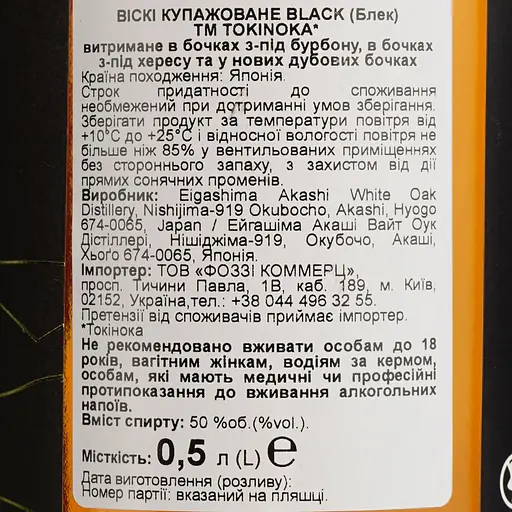 ВІСКІ КУПАЖОВАНЕ BLACK (Блек)
ТМ TOKINOKA*
витримане в бочках з-під бурбону, в бочках
з-під хересу та у нових дубових бочках
Країна походження: Японія.
Строк придатності до споживання
необмежений при дотриманні умов зберігання.
Зберігати продукт за температури повітря від
+10°С до +25°С і відносної вологості повітря не
більше ніж 85% у вентильованих приміщеннях
без стороннього запаху, з захистом від дії
прямих сонячних променів.
Виробник: Eigashima Akashi White Oak
Distillery, Nishijima-919 Okubocho, Akashi, Hyogo
674-0065, Japan / Ейгашіма Акаші Вайт Оук
Дістіллері, Нішіджіма-919, Окубочо, Акаші,
Хьоґо 674-0065, Японія.
Імпортер: ТОВ «ФОЗЗІ КОММЕРЦ»,
просп. Тичини Павла, 1В, каб. 189, м. Київ,
02152, Україна,тел.: +38 044 496 32 55.
Претензії від споживачів приймає імпортер.
*Токінока
Не рекомендовано вживати особам до 18
років, вагітним жінкам, водіям за кермом,
особам, які мають медичні чи професійні
протипоказання до вживання алкогольних
напоїв.
Вміст спирту: 50 %об.(%vol.).
Місткість: 0,5 л (L) e
Дата виготовлення (розливу):
Номер партії: вказаний на пляшці.